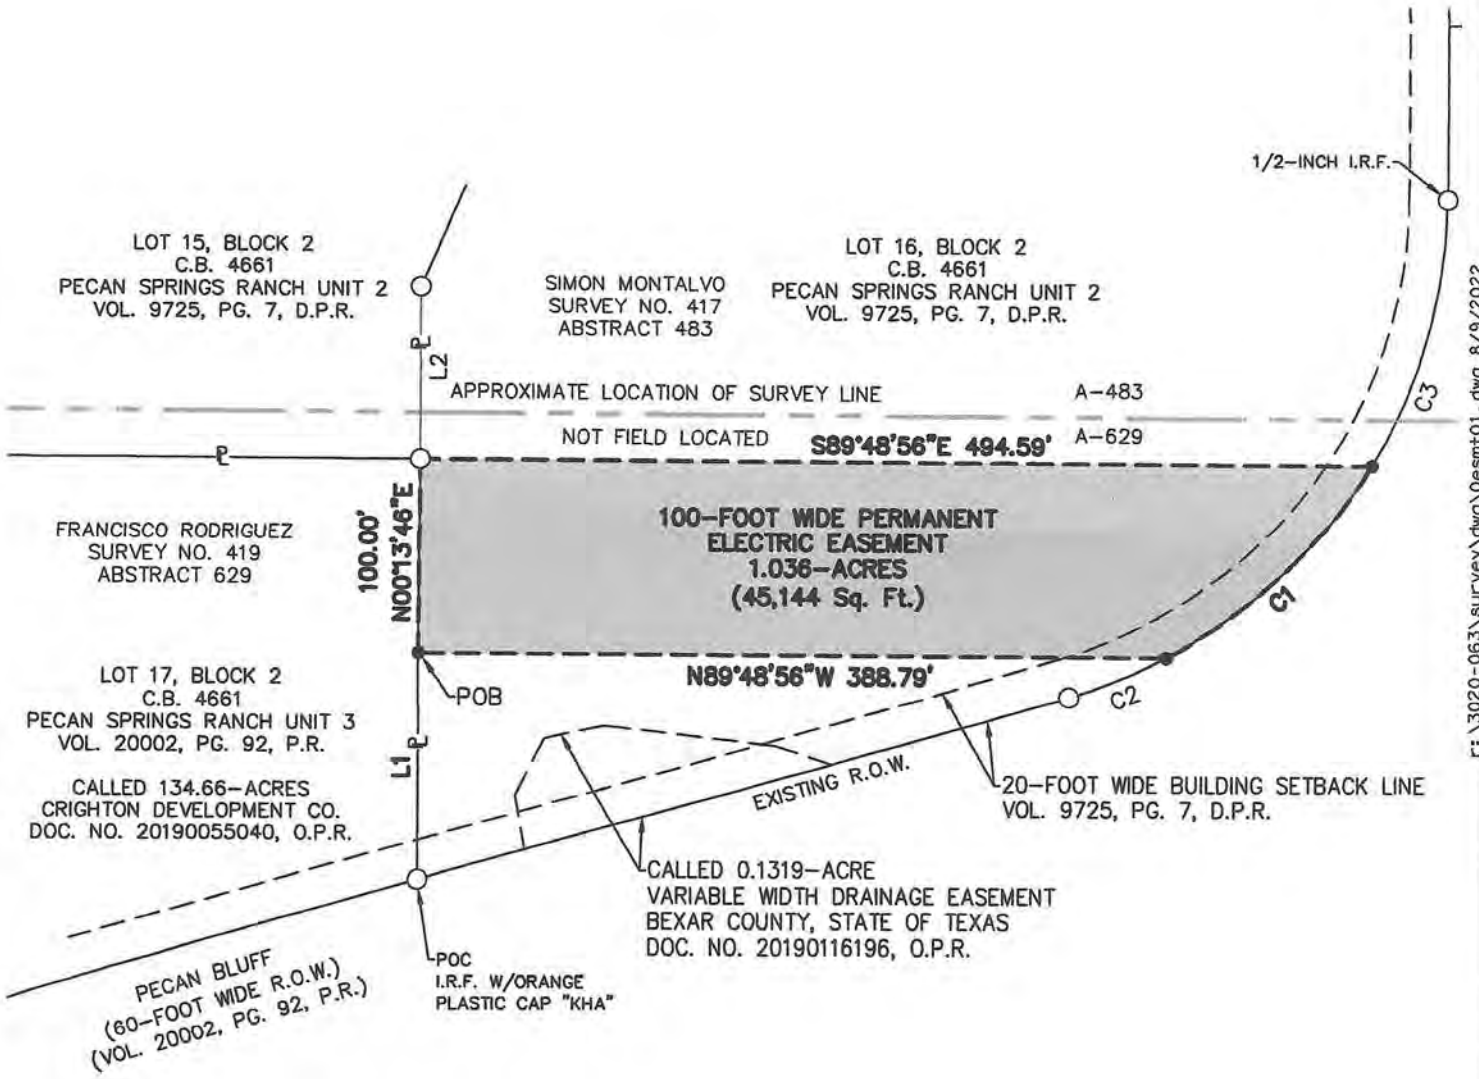 1/2-INCH I.R.F.
LOT 15, BLOCK 2
C.B. 4661
PECAN SPRINGS RANCH UNIT 2
VOL. 9725, PG. 7, D.P.R.
SIMON MONTALVO
SURVEY NO. 417
ABSTRACT 483
LOT 16, BLOCK 2
C.B. 4661
PECAN SPRINGS RANCH UNIT 2
VOL. 9725, PG. 7, D.P.R.
L2
APPROXIMATE LOCATION OF SURVEY LINE
A-483
C3
NOT FIELD LOCATED
S89°48'56"E 494.59'
A-629
FRANCISCO RODRIGUEZ
SURVEY NO. 419
ABSTRACT 629
100.00'
N00°13'46"E
100-FOOT WIDE PERMANENT
ELECTRIC EASEMENT
1.036-ACRES
(45,144 Sq. Ft.)
C1
N89°48'56"W 388.79'
C2
POB
LOT 17, BLOCK 2
C.B. 4661
PECAN SPRINGS RANCH UNIT 3
VOL. 20002, PG. 92, P.R.
CALLED 134.66-ACRES
CRIGHTON DEVELOPMENT CO.
DOC. NO. 20190055040, O.P.R.
L1
EXISTING R.O.W.
20-FOOT WIDE BUILDING SETBACK LINE
VOL. 9725, PG. 7, D.P.R.
CALLED 0.1319-ACRE
VARIABLE WIDTH DRAINAGE EASEMENT
BEXAR COUNTY, STATE OF TEXAS
DOC. NO. 20190116196, O.P.R.
POC
I.R.F. W/ORANGE
PLASTIC CAP "KHA"
PECAN BLUFF
(60-FOOT WIDE R.O.W.)
(VOL. 20002, PG. 92, P.R.)